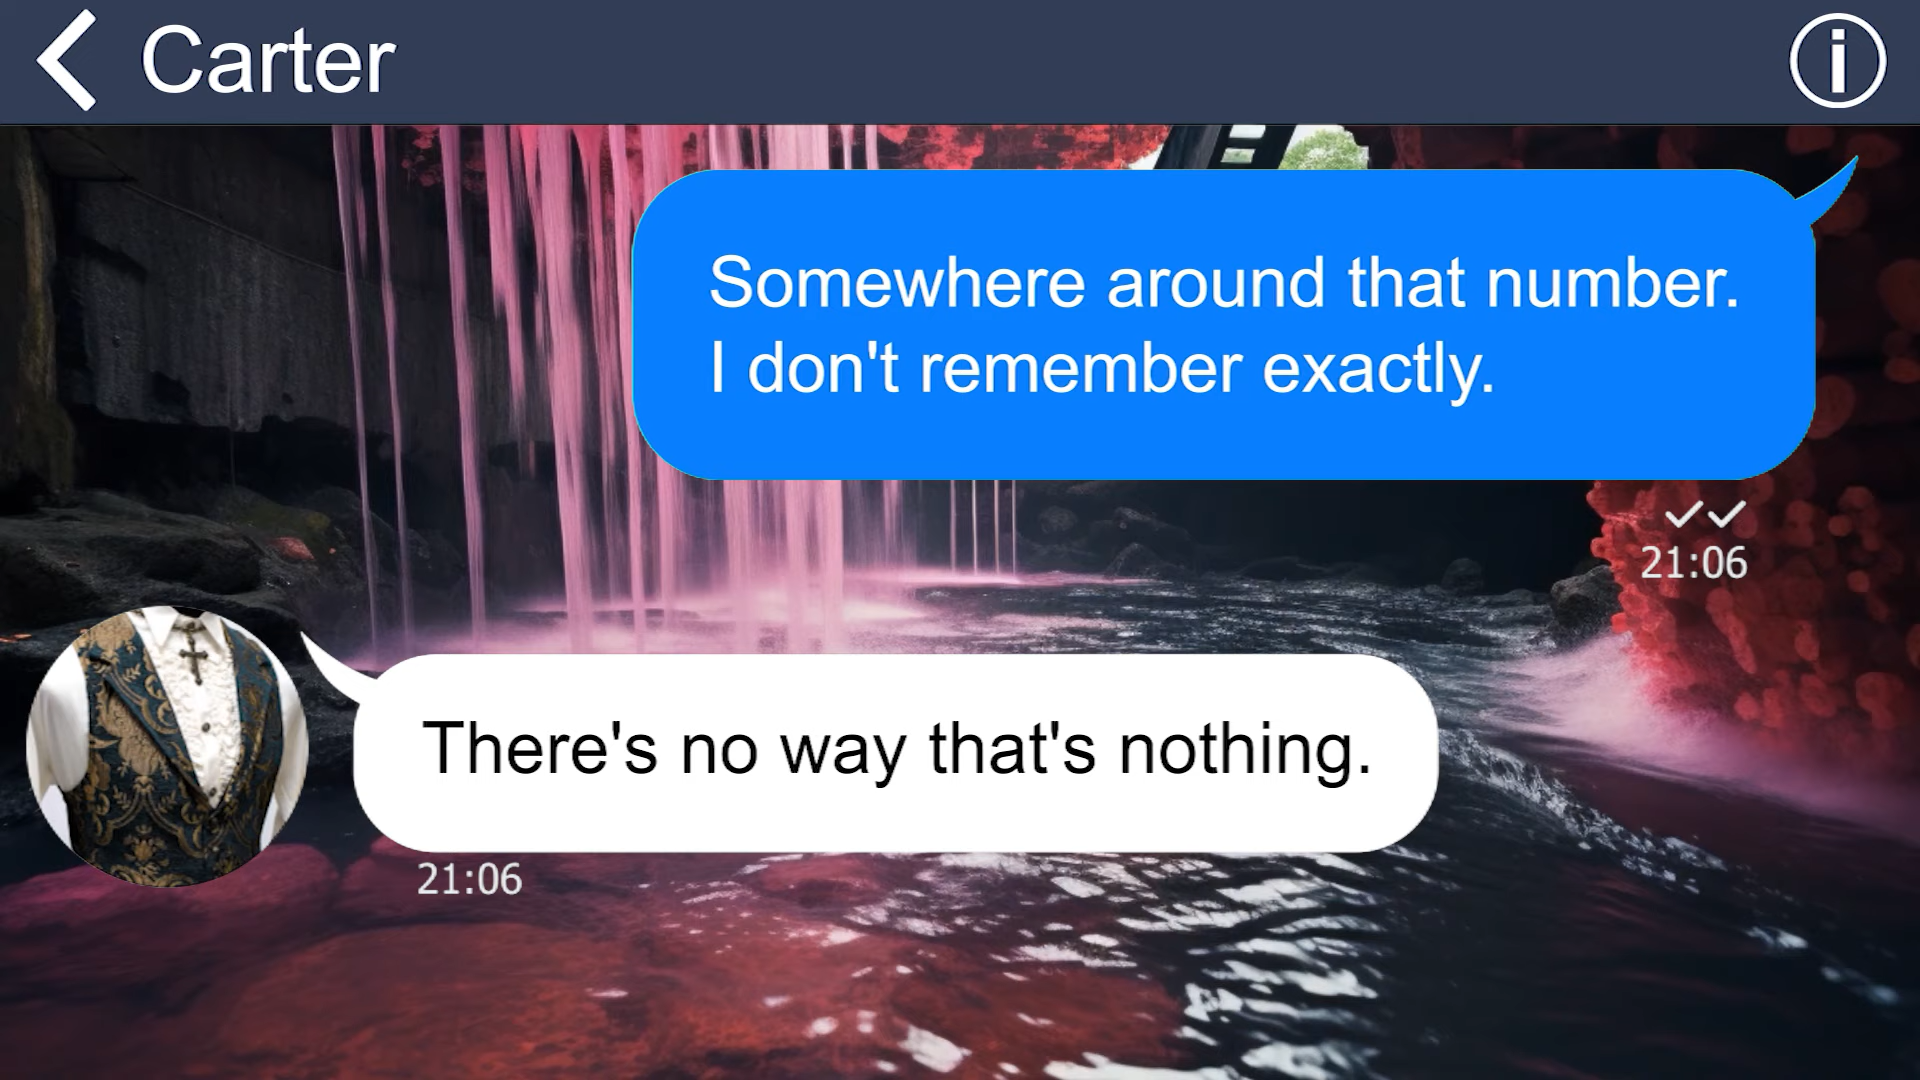 Carter
Somewhere around that number.
I don't remember exactly.
21:06
There's no way that's nothing.
21:06